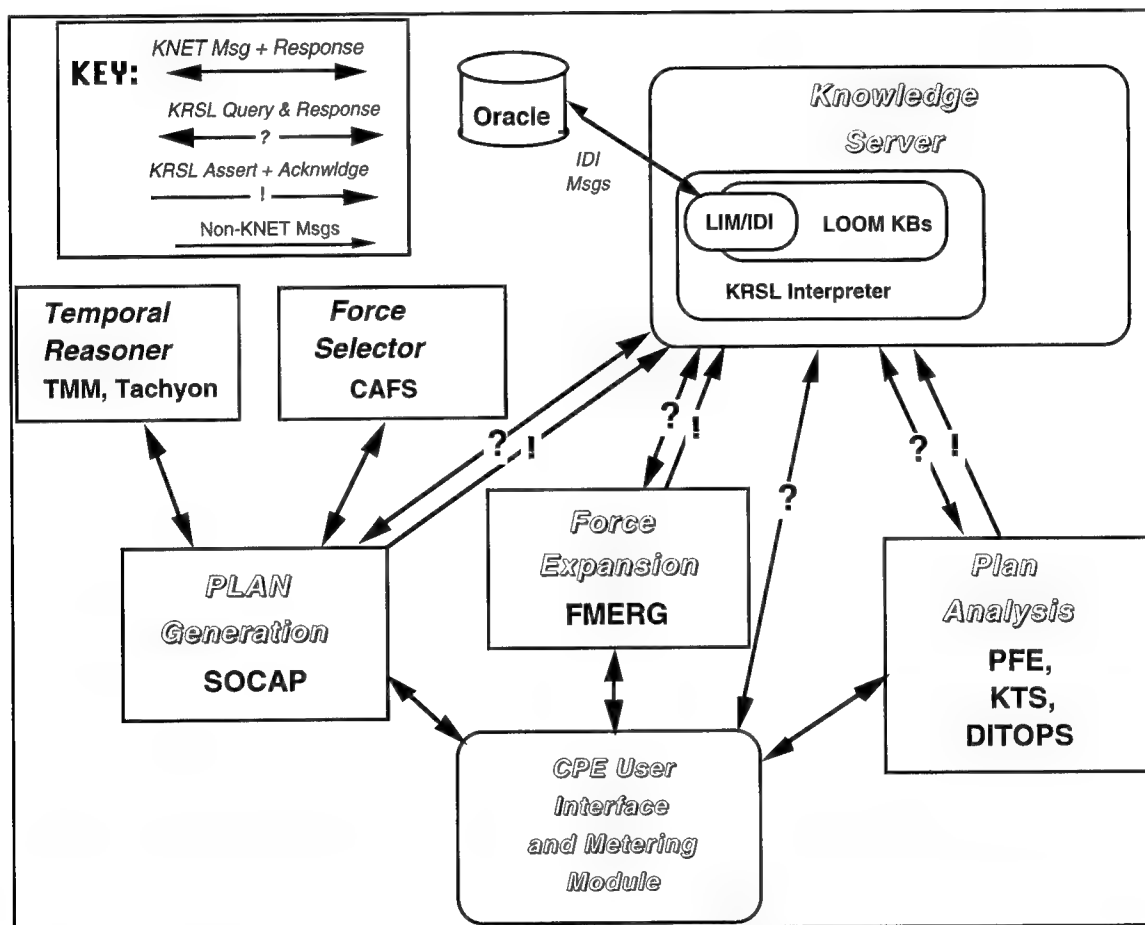 KEY:
KNET Msg + Response
KRSL Query & Response
?
KRSL Assert + Acknwldge
!
Non-KNET Msgs
Oracle
IDI
Msgs
Knowledge
Server
LIM/IDI
LOOM KBs
KRSL Interpreter
Temporal
Reasoner
TMM, Tachyon
Force
Selector
CAFS
?
!
?
!
?
?
!
PLAN
Generation
SOCAP
Force
Expansion
FMERG
Plan
Analysis
PFE,
KTS,
DITOPS
CPE User
Interface
and Metering
Module